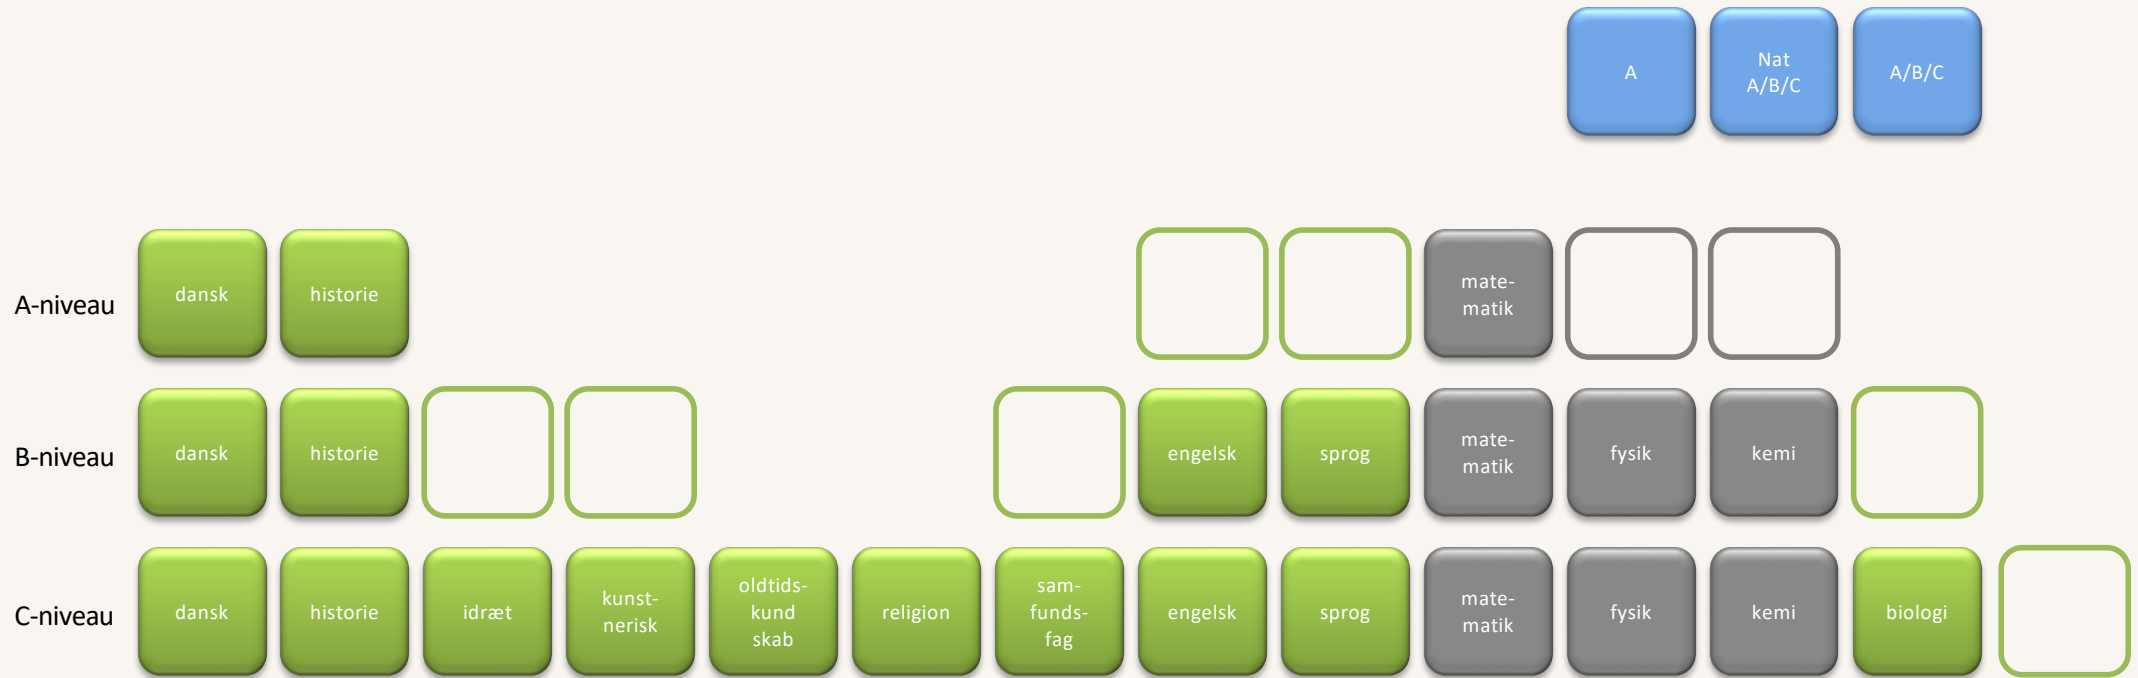 A
Nat
A/B/C
A/B/C
A-niveau
dansk
historie
mate-
matik
B-niveau
dansk
historie
engelsk
sprog
mate-
matik
fysik
kemi
C-niveau
dansk
historie
idræt
kunst-
nerisk
oldtids-
kund
skab
religion
sam-
funds-
fag
engelsk
sprog
mate-
matik
fysik
kemi
biologi